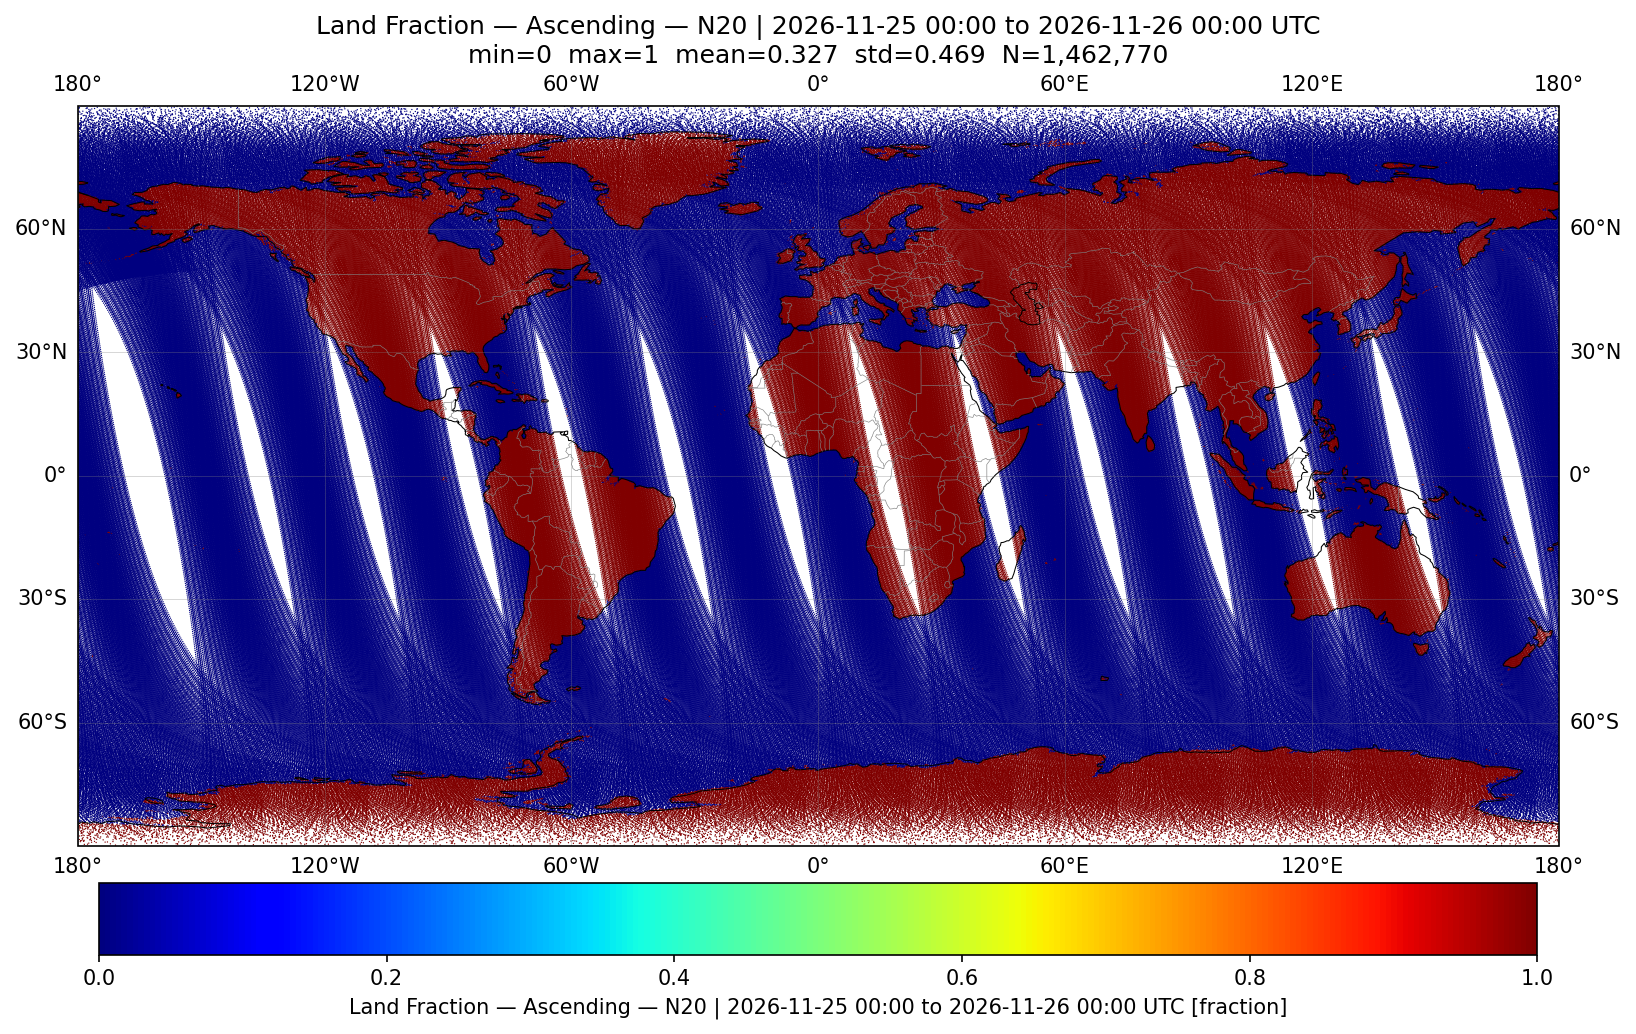 Land Fraction — Ascending — N20 | 2026-11-25 00:00 to 2026-11-26 00:00 UTC
min=0 max=1 mean=0.327 std=0.469 N=1,462,770
180° 120°W 60°W 0° 60°E 120°E 180°
60°N 60°N
30°N 30°N
0° 0°
30°S 30°S
60°S 60°S
180° 120°W 60°W 0° 60°E 120°E 180°
0.0 0.2 0.4 0.6 0.8 1.0
Land Fraction — Ascending — N20 | 2026-11-25 00:00 to 2026-11-26 00:00 UTC [fraction]